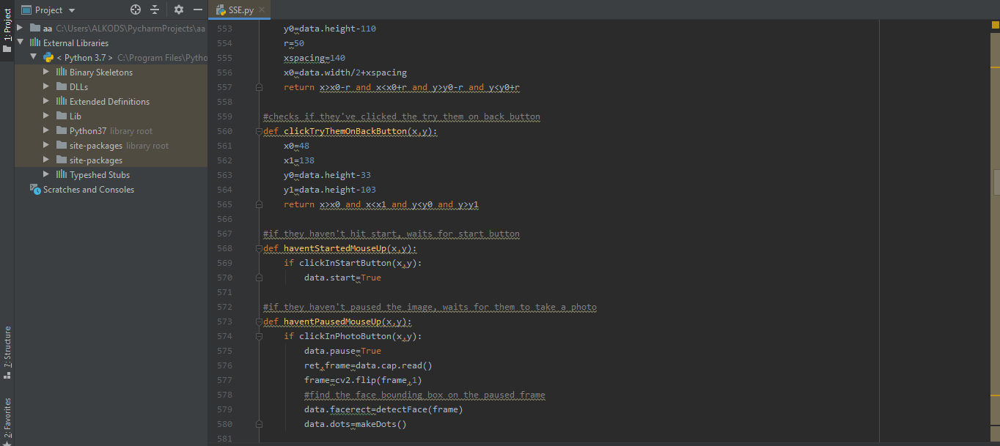 Project
SSE.py
1: Project
7: Structure
2: Favorites
aa C:\Users\ALKODS\PycharmProjects\aa
External Libraries
< Python 3.7 > C:\Program Files\Pytho
Binary Skeletons
DLLs
Extended Definitions
Lib
Python37 library root
site-packages library root
site-packages
Typeshed Stubs
Scratches and Consoles
553 y0=data.height-110
554 r=50
555 xspacing=140
556 x0=data.width/2+xspacing
557 return x>x0-r and x<x0+r and y>y0-r and y<y0+r
558
559 #checks if they've clicked the try them on back button
560 def clickTryThemOnBackButton(x,y):
561 x0=48
562 x1=138
563 y0=data.height-33
564 y1=data.height-103
565 return x>x0 and x<x1 and y<y0 and y>y1
566
567 #if they haven't hit start, waits for start button
568 def haventStartedMouseUp(x,y):
569 if clickInStartButton(x,y):
570 data.start=True
571
572 #if they haven't paused the image, waits for them to take a photo
573 def haventPausedMouseUp(x,y):
574 if clickInPhotoButton(x,y):
575 data.pause=True
576 ret,frame=data.cap.read()
577 frame=cv2.flip(frame,1)
578 #find the face bounding box on the paused frame
579 data.facerect=detectFace(frame)
580 data.dots=makeDots()
581